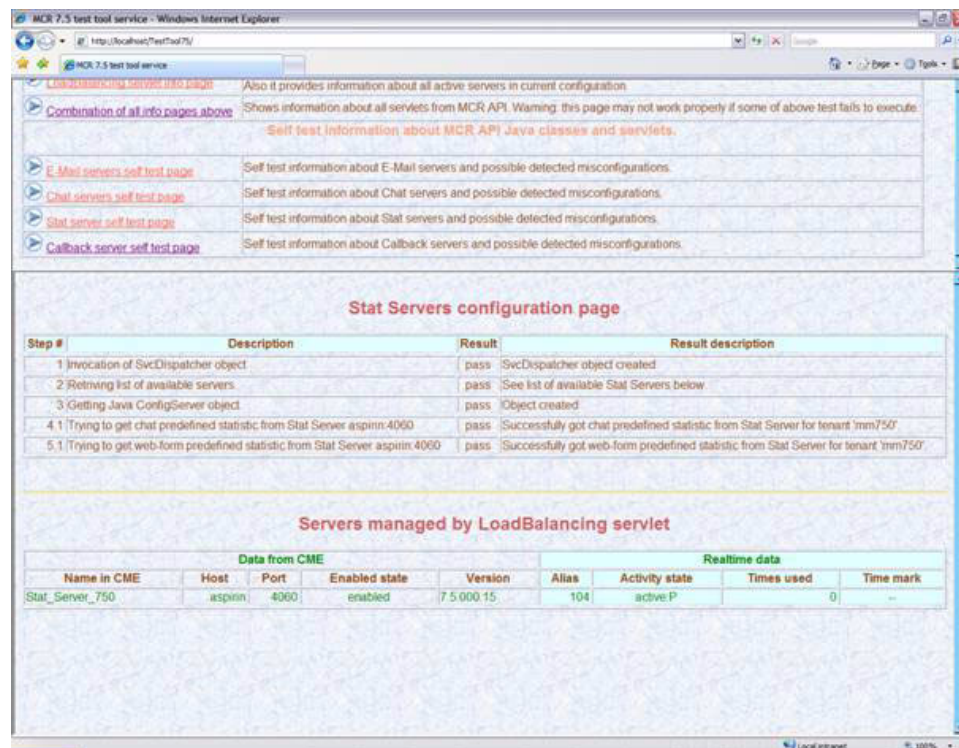 MCR 7.5 test tool service - Windows Internet Explorer
http://localhost/TestTool75/
Google
MCR 7.5 test tool service
Page
Tools
LoadBalancing servlet info page
Also it provides information about all active servers in current configuration
Combination of all info pages above
Shows information about all servlets from MCR API. Warning: this page may not work properly if some of above test fails to execute.
Self test information about MCR API Java classes and servlets.
E-Mail servers self test page
Self test information about E-Mail servers and possible detected misconfigurations.
Chat servers self test page
Self test information about Chat servers and possible detected misconfigurations.
Stat server self test page
Self test information about Stat servers and possible detected misconfigurations.
Callback server self test page
Self test information about Callback servers and possible detected misconfigurations.
Stat Servers configuration page
Step # Description Result Result description
1 Invocation of SvcDispatcher object pass SvcDispatcher object created
2 Retriving list of available servers pass See list of available Stat Servers below
3 Getting Java ConfigServer object pass Object created
4.1 Trying to get chat predefined statistic from Stat Server aspirin:4060 pass Successfully got chat predefined statistic from Stat Server for tenant 'mm750'.
5.1 Trying to get web-form predefined statistic from Stat Server aspirin:4060 pass Successfully got web-form predefined statistic from Stat Server for tenant 'mm750'.
Servers managed by LoadBalancing servlet
Data from CME Realtime data
Name in CME Host Port Enabled state Version Alias Activity state Times used Time mark
Stat_Server_750 aspirin 4060 enabled 7.5.000.15 104 active:P 0 --
Local intranet
100%